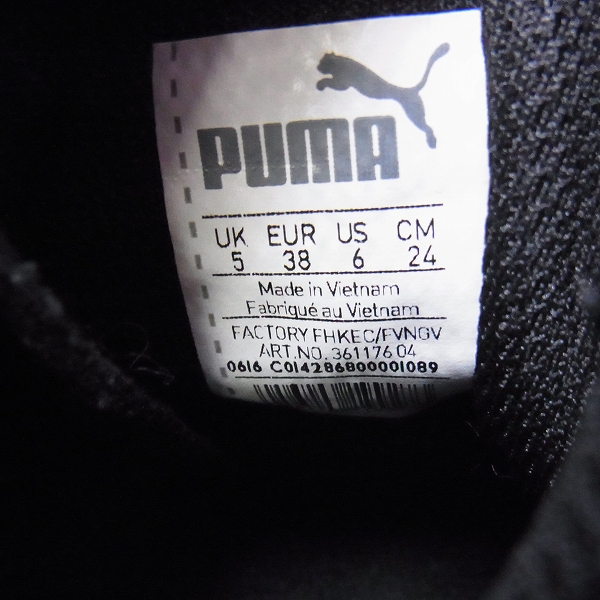 PUMA
UK EUR US CM
5 38 6 24
Made in Vietnam
Fabriqué au Vietnam
FACTORY FHKEC/FVNGV
ART.NO. 361176 04
0616 C0142868000001089